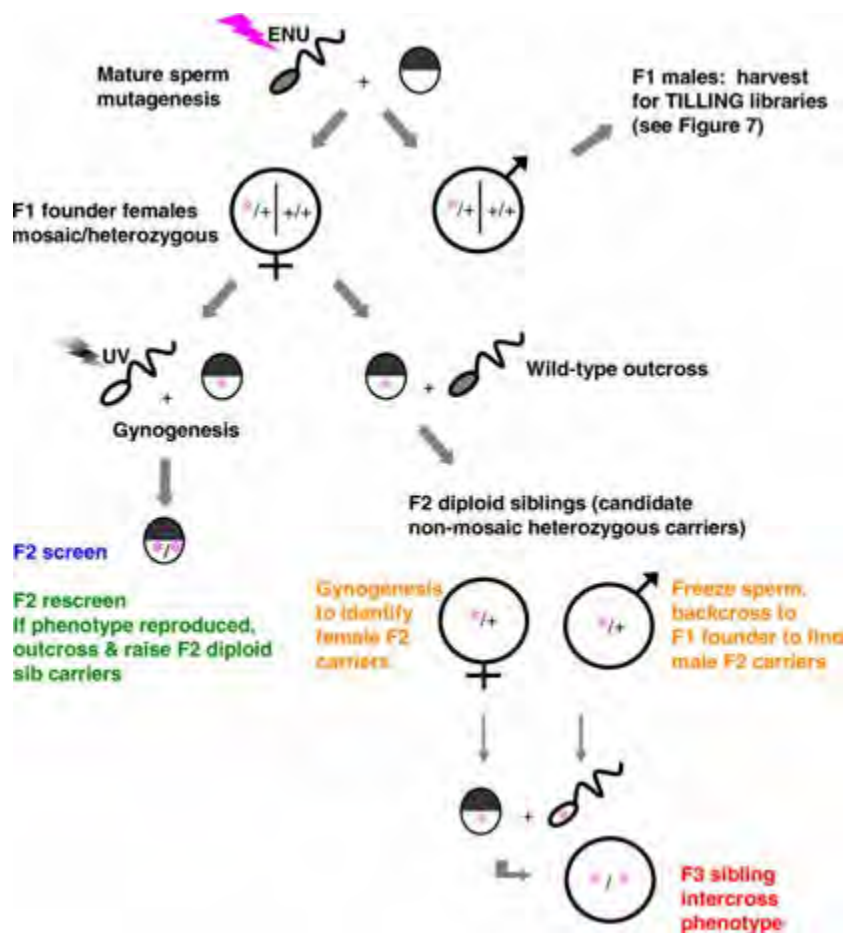 ENU
Mature sperm
mutagenesis
+
F1 males: harvest
for TILLING libraries
(see Figure 7)
F1 founder females
mosaic/heterozygous
*/+ | +/+
*/+ | +/+
UV
+
*
Gynogenesis
*
+
Wild-type outcross
F2 diploid siblings (candidate
non-mosaic heterozygous carriers)
*/*
F2 screen
F2 rescreen
If phenotype reproduced,
outcross & raise F2 diploid
sib carriers
Gynogenesis
to identify
female F2
carriers
*/+
*/+
Freeze sperm,
backcross to
F1 founder to find
male F2 carriers
*
+
*
* / *
F3 sibling
intercross
phenotype